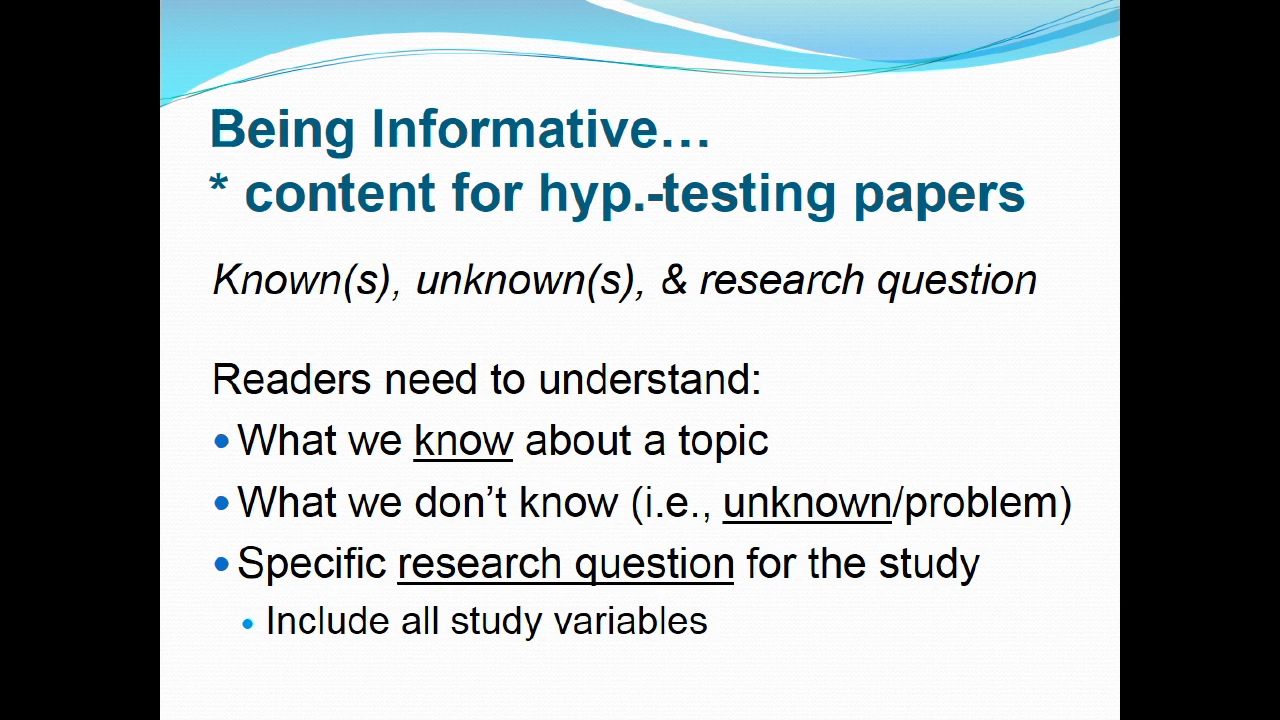 Being Informative…
* content for hyp.-testing papers
Known(s), unknown(s), & research question
Readers need to understand:
• What we know about a topic
• What we don’t know (i.e., unknown/problem)
• Specific research question for the study
• Include all study variables